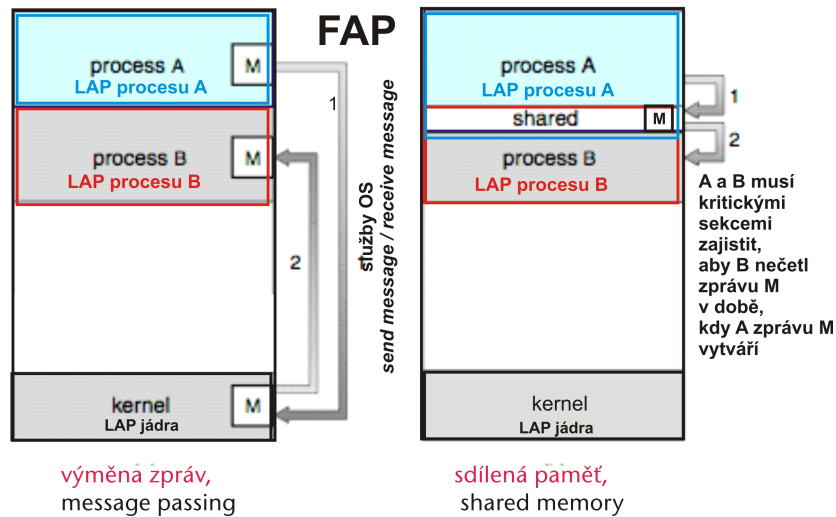 FAP
process A
M
LAP procesu A
process B
M
LAP procesu B
1
2
služby OS
send message / receive message
kernel
M
LAP jádra
výměna zpráv,
message passing
process A
LAP procesu A
shared
M
process B
LAP procesu B
1
2
A a B musí
kritickými
sekcemi
zajistit,
aby B nečetl
zprávu M
v době,
kdy A zprávu M
vytváří
kernel
LAP jádra
sdílená paměť,
shared memory